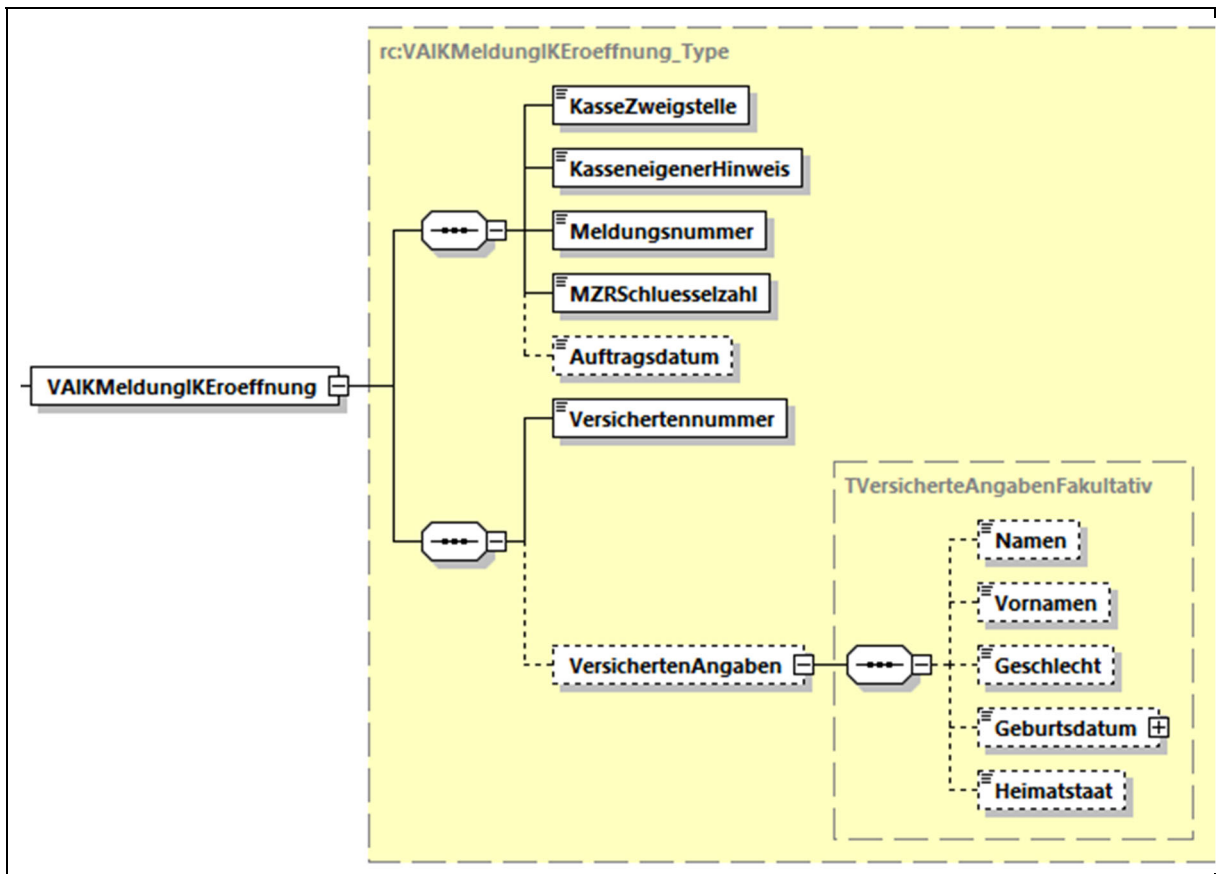 rc:VAIKMeldungIKEroeffnung_Type
KasseZweigstelle
KasseneigenerHinweis
Meldungsnummer
MZRSchluesselzahl
Auftragsdatum
VAIKMeldungIKEroeffnung
Versichertennummer
TVersicherteAngabenFakultativ
Namen
Vornamen
VersichertenAngaben
Geschlecht
Geburtsdatum
Heimatstaat